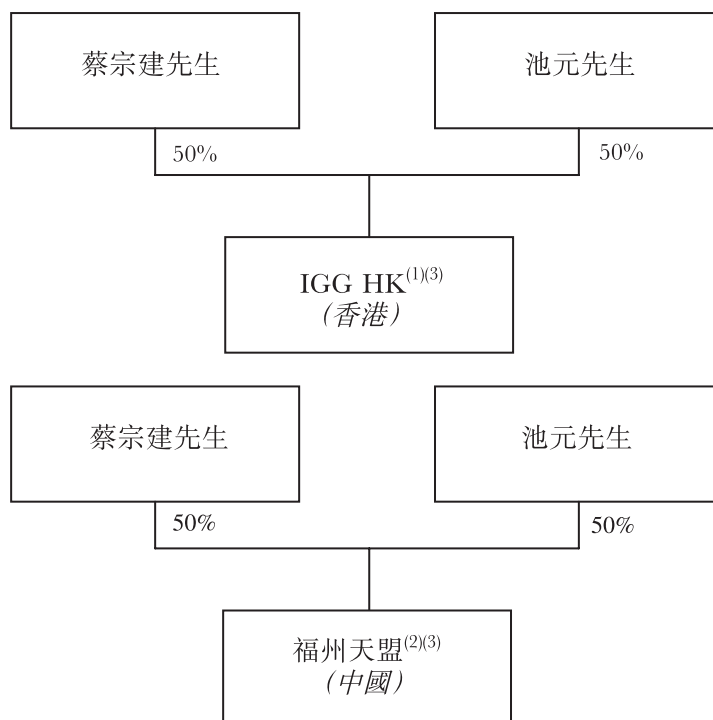 蔡宗建先生
池元先生
50%
50%
IGG HK(1)(3)
(香港)
蔡宗建先生
池元先生
50%
50%
福州天盟(2)(3)
(中國)